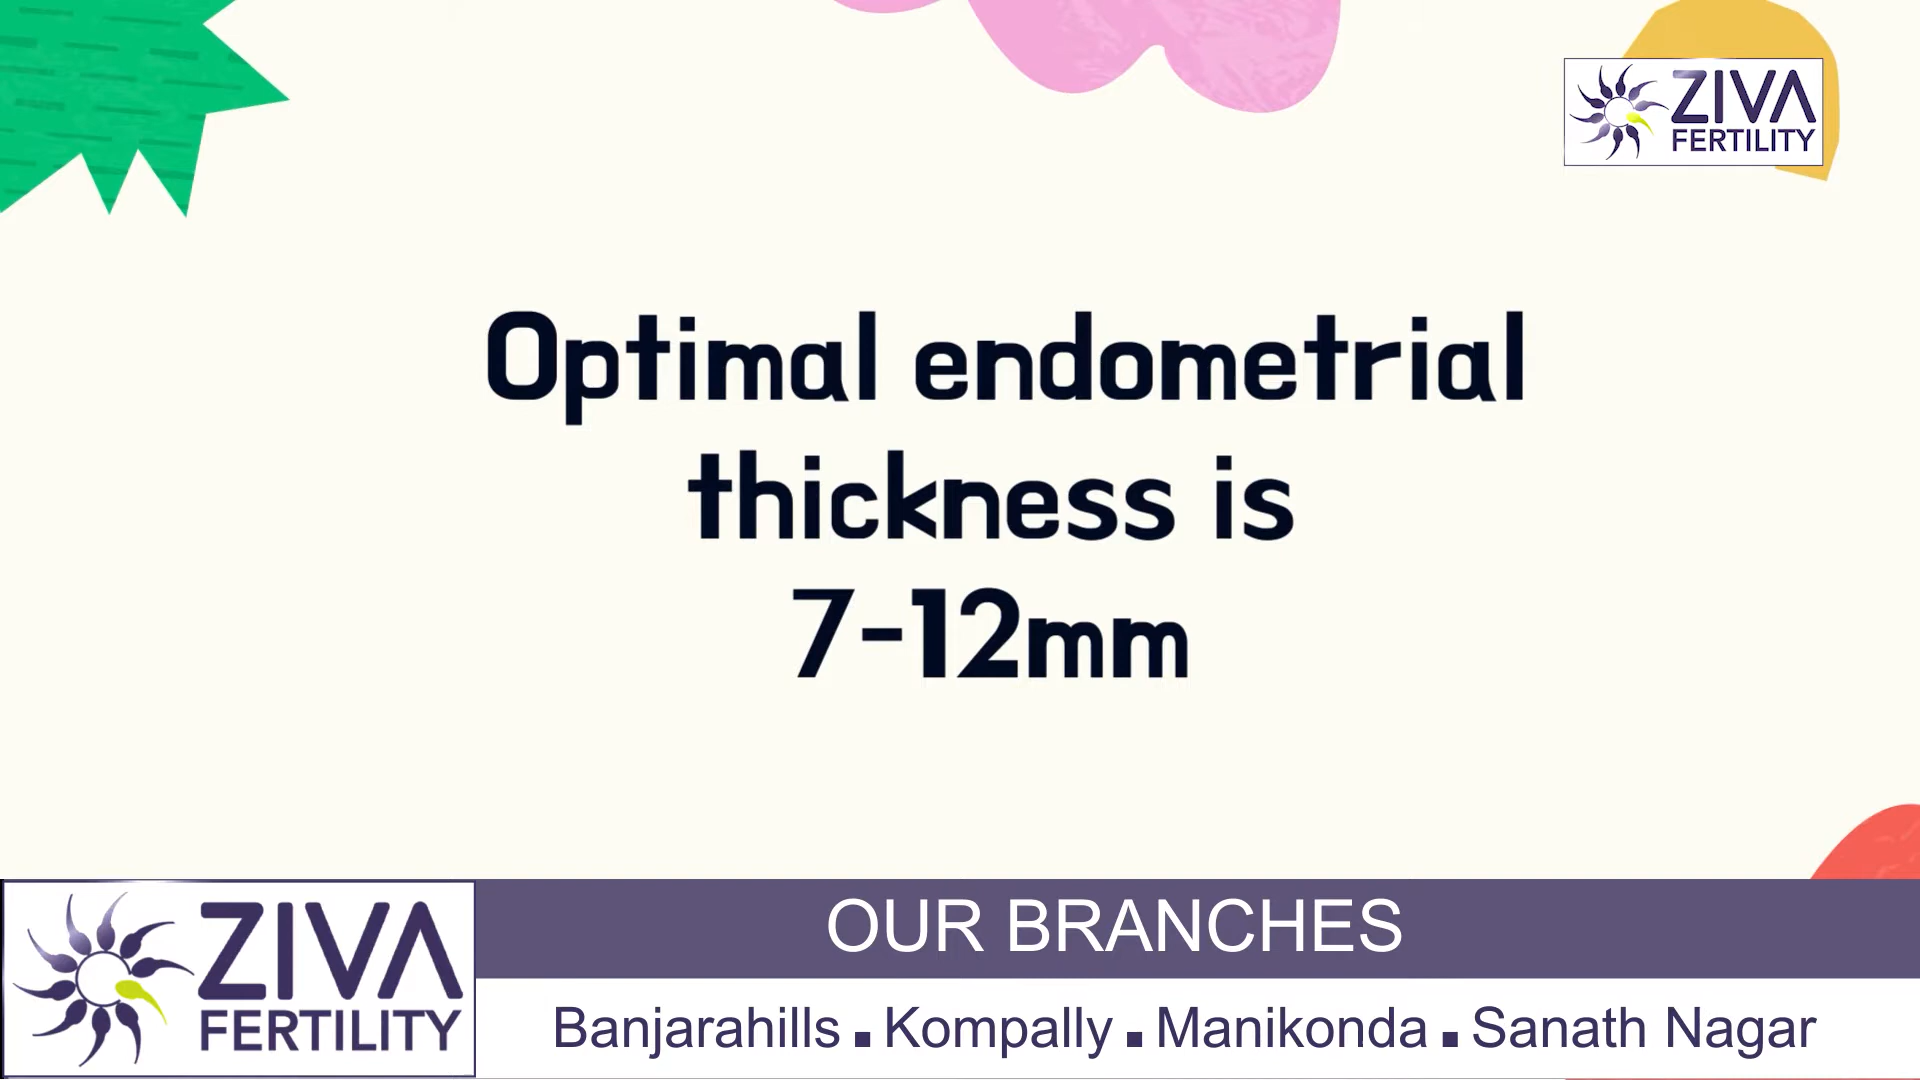 ZIVA
FERTILITY
Optimal endometrial
thickness is
7-12mm
ZIVA
FERTILITY
OUR BRANCHES
Banjarahills ▪ Kompally ▪ Manikonda ▪ Sanath Nagar